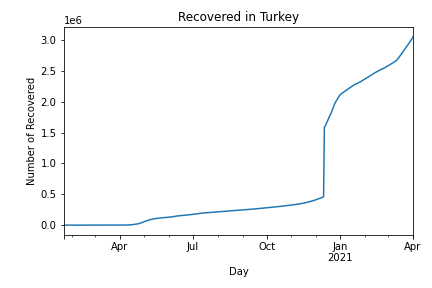 Recovered in Turkey
1e6
3.0
2.5
2.0
1.5
1.0
0.5
0.0
Number of Recovered
Apr
Jul
Oct
Jan
2021
Apr
Day